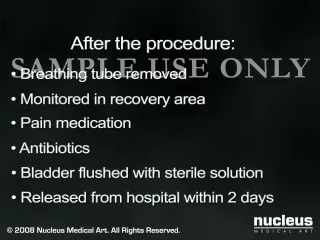 After the procedure:
SAMPLE USE ONLY
• Breathing tube removed
• Monitored in recovery area
• Pain medication
• Antibiotics
• Bladder flushed with sterile solution
• Released from hospital within 2 days
nucleus
MEDICAL ART
© 2008 Nucleus Medical Art. All Rights Reserved.